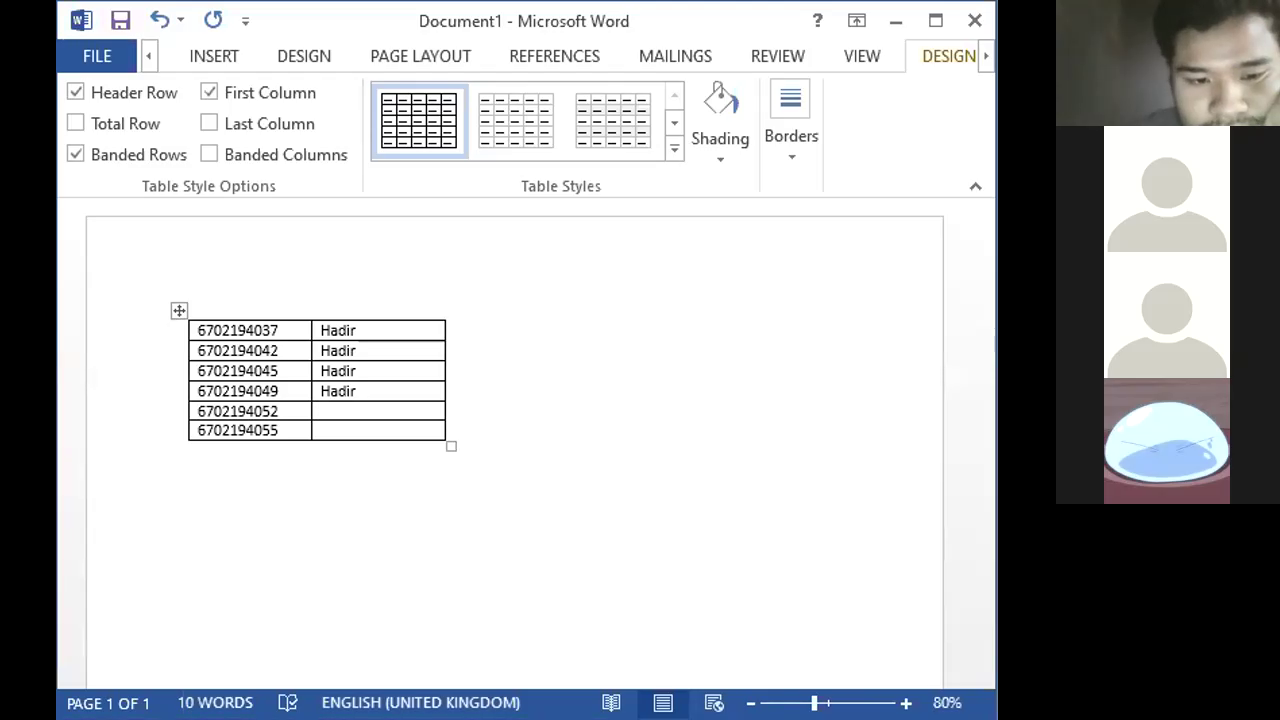 Document1 - Microsoft Word
?
FILE INSERT DESIGN PAGE LAYOUT REFERENCES MAILINGS REVIEW VIEW DESIGN
Header Row First Column
Total Row Last Column
Banded Rows Banded Columns
Table Style Options
Table Styles
Shading
Borders
6702194037 Hadir
6702194042 Hadir
6702194045 Hadir
6702194049 Hadir
6702194052
6702194055
PAGE 1 OF 1 10 WORDS ENGLISH (UNITED KINGDOM) 80%